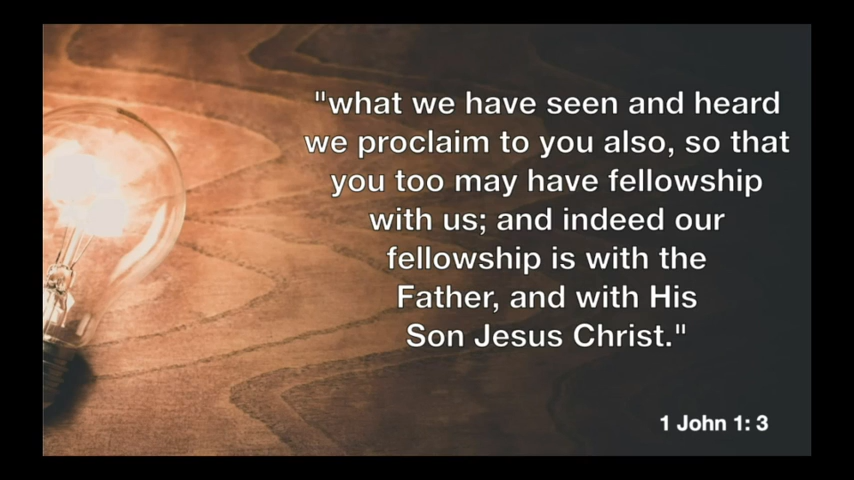 "what we have seen and heard
we proclaim to you also, so that
you too may have fellowship
with us; and indeed our
fellowship is with the
Father, and with His
Son Jesus Christ."
1 John 1: 3